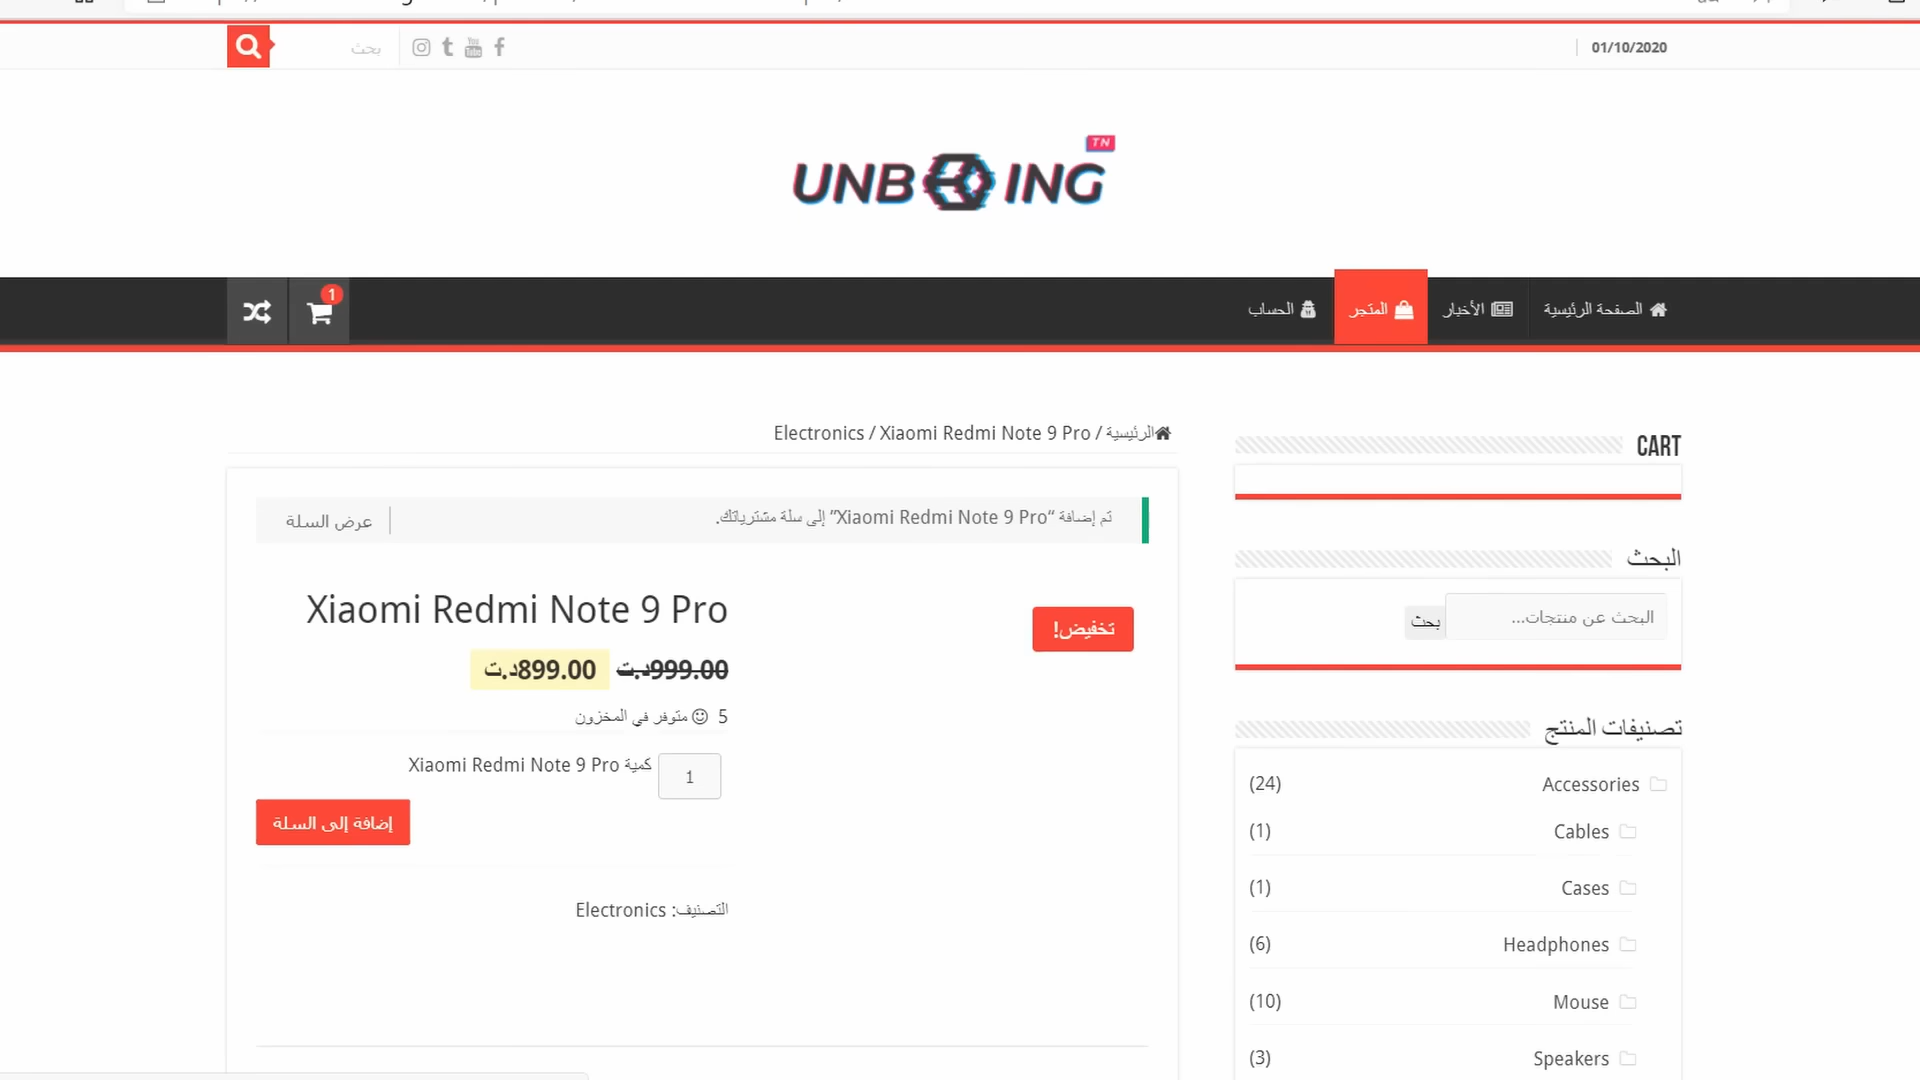 01/10/2020
بحث
UNBOXING
TN
الصفحة الرئيسية
الأخبار
المتجر
الحساب
1
الرئيسية / Electronics / Xiaomi Redmi Note 9 Pro
تم إضافة “Xiaomi Redmi Note 9 Pro” إلى سلة مشترياتك.
عرض السلة
تخفيض!
Xiaomi Redmi Note 9 Pro
999.00د.ت 899.00د.ت
5 متوفر في المخزون
كمية Xiaomi Redmi Note 9 Pro
1
إضافة إلى السلة
التصنيف: Electronics
CART
البحث
البحث عن منتجات...
بحث
تصنيفات المنتج
Accessories (24)
Cables (1)
Cases (1)
Headphones (6)
Mouse (10)
Speakers (3)